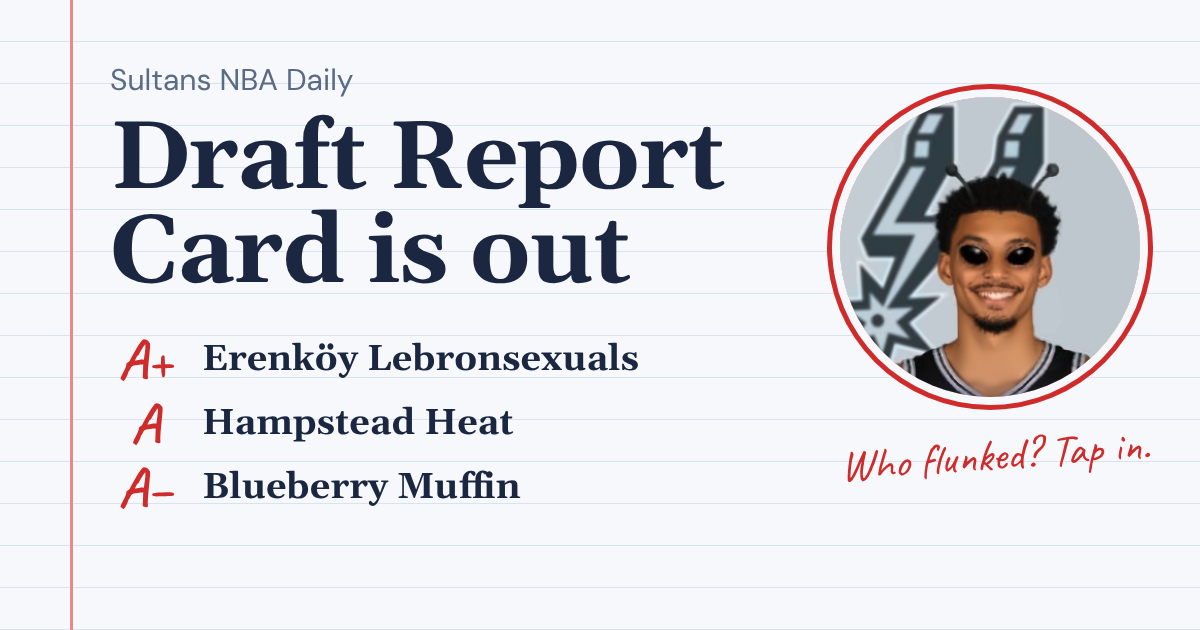 Sultans NBA Daily
Draft Report
Card is out
A+ Erenköy Lebronsexuals
A Hampstead Heat
A- Blueberry Muffin
Who flunked? Tap in.